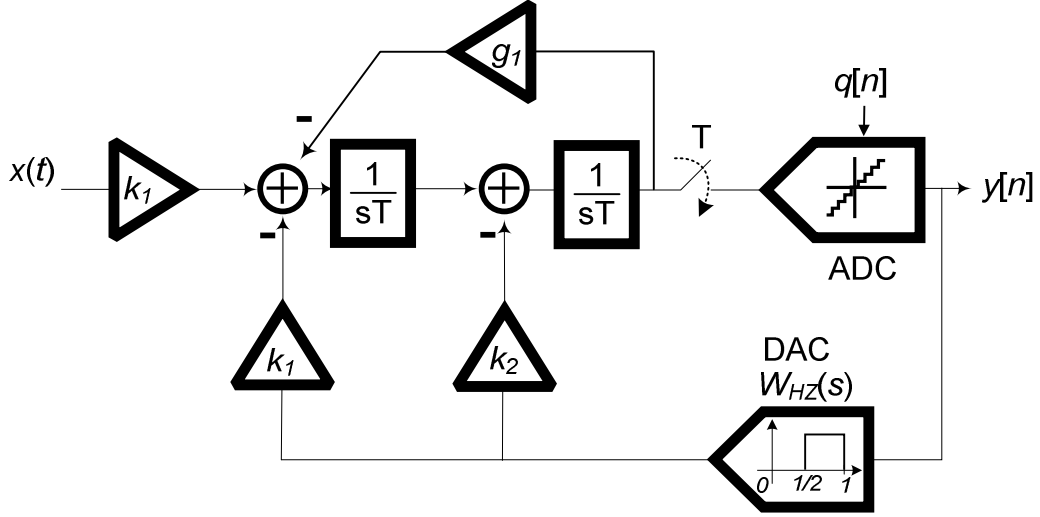 g1
-
T
q[n]
x(t)
k1
1
sT
1
sT
y[n]
-
-
ADC
k1
k2
DAC
WHZ(s)
0 1/2 1